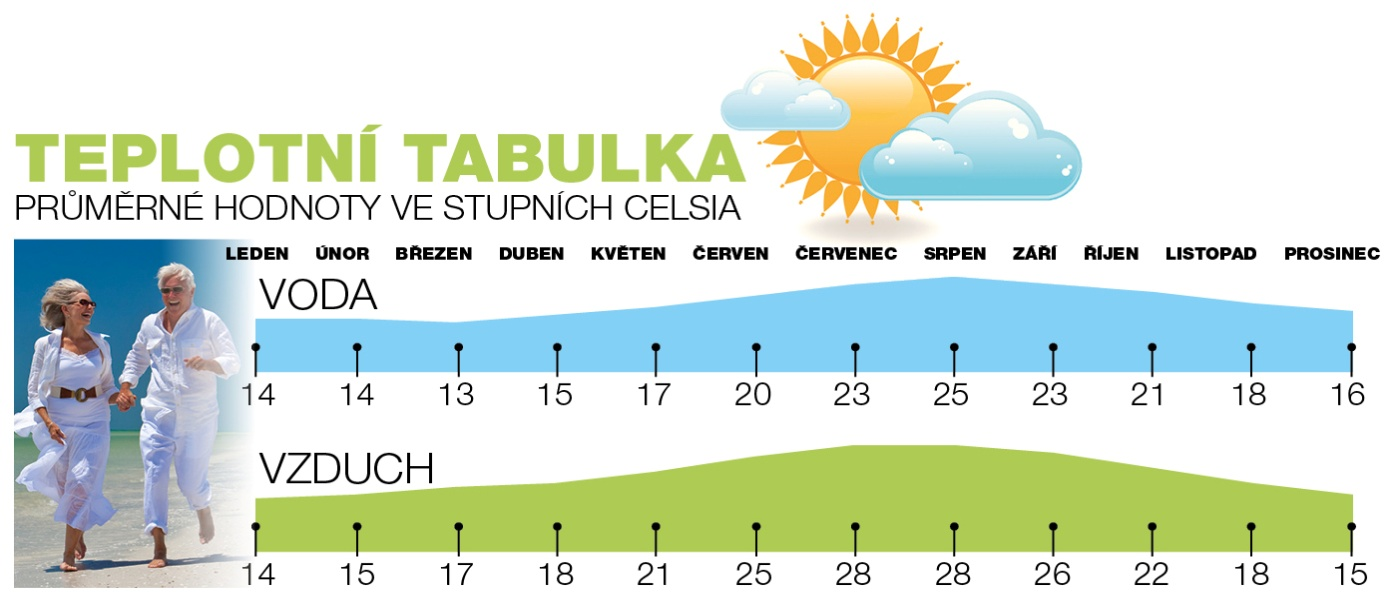 TEPLOTNÍ TABULKA
PRŮMĚRNÉ HODNOTY VE STUPNÍCH CELSIA
LEDEN ÚNOR BŘEZEN DUBEN KVĚTEN ČERVEN ČERVENEC SRPEN ZÁŘÍ ŘÍJEN LISTOPAD PROSINEC
VODA
14 14 13 15 17 20 23 25 23 21 18 16
VZDUCH
14 15 17 18 21 25 28 28 26 22 18 15